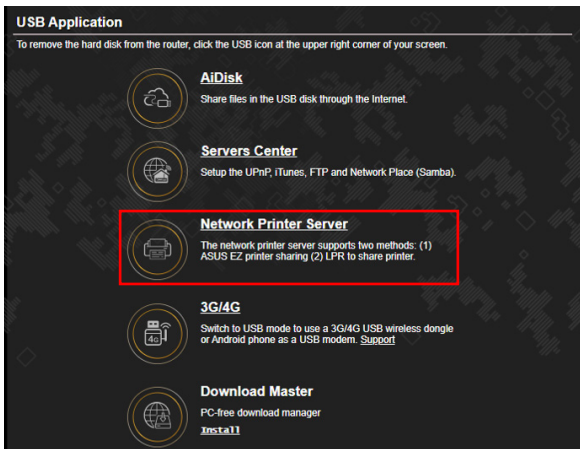 USB Application
To remove the hard disk from the router, click the USB icon at the upper right corner of your screen.
AiDisk
Share files in the USB disk through the Internet.
Servers Center
Setup the UPnP, iTunes, FTP and Network Place (Samba).
Network Printer Server
The network printer server supports two methods: (1)
ASUS EZ printer sharing (2) LPR to share printer.
3G/4G
4G
Switch to USB mode to use a 3G/4G USB wireless dongle
or Android phone as a USB modem. Support
Download Master
PC-free download manager
Install